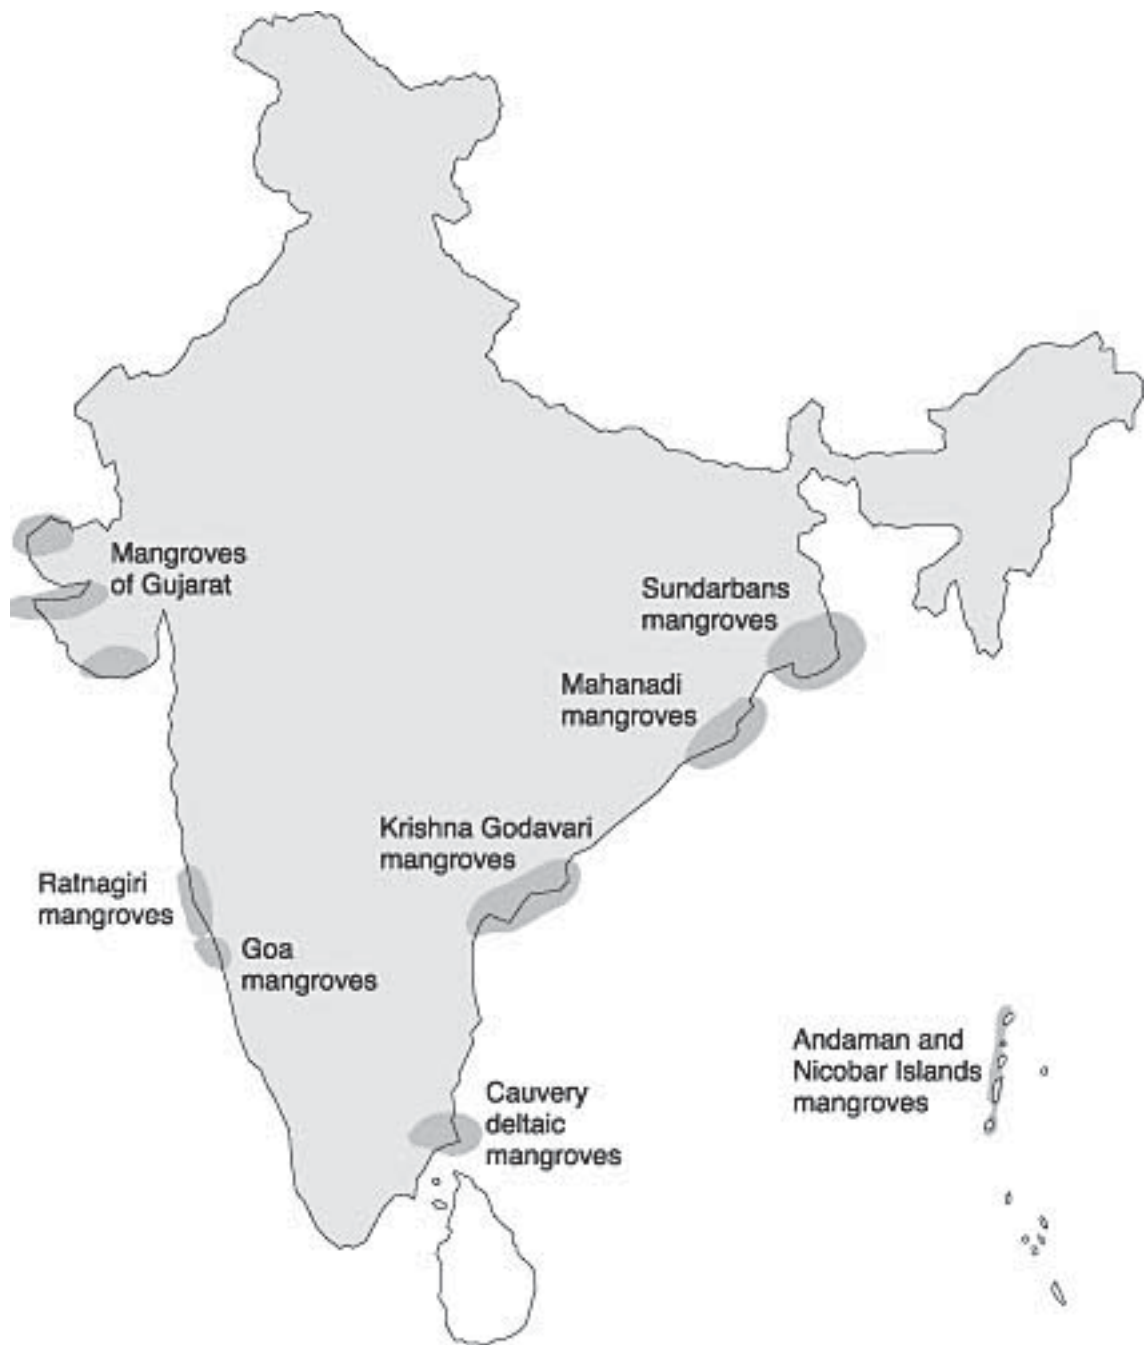 Mangroves
of Gujarat
Sundarbans
mangroves
Mahanadi
mangroves
Krishna Godavari
mangroves
Ratnagiri
mangroves
Goa
mangroves
Andaman and
Nicobar Islands
mangroves
Cauvery
deltaic
mangroves